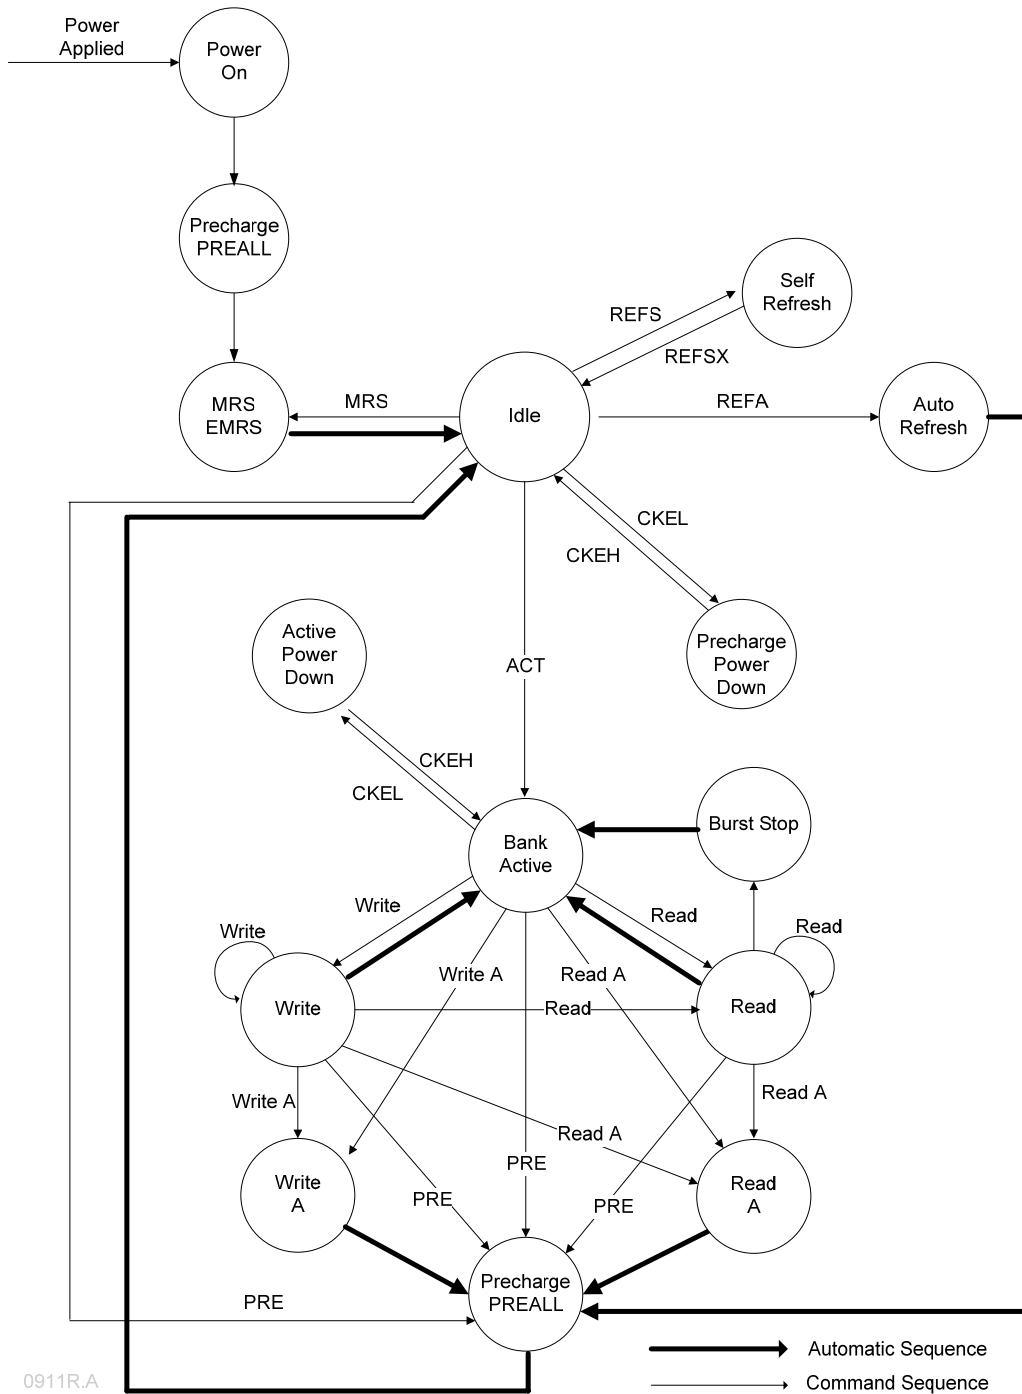 Power
Applied
Power
On
Precharge
PREALL
Self
Refresh
REFS
REFSX
MRS
EMRS
MRS
Idle
REFA
Auto
Refresh
CKEL
CKEH
Active
Power
Down
Precharge
Power
Down
ACT
CKEH
CKEL
Burst Stop
Bank
Active
Write
Read
Write
Read
Write A
Read A
Write
Read
Read
Write A
Read A
Read A
Write
A
PRE
Read
A
PRE
PRE
Precharge
PREALL
PRE
Automatic Sequence
Command Sequence
0911R.A